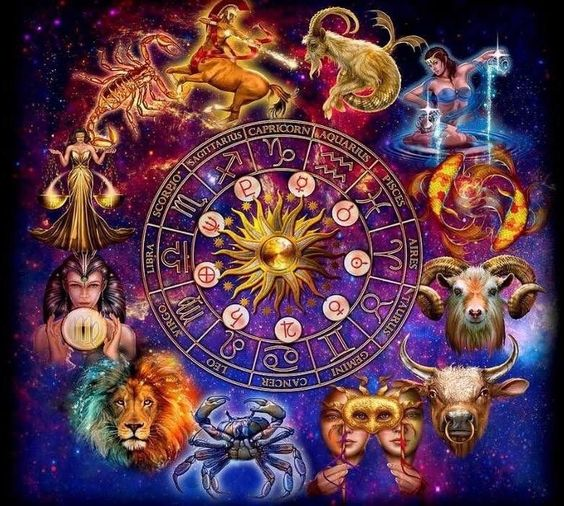 SAGITTARIUS
CAPRICORN
AQUARIUS
PISCES
AIRES
TAURUS
GEMINI
CANCER
LEO
VIRGO
LIBRA
SCORPIO